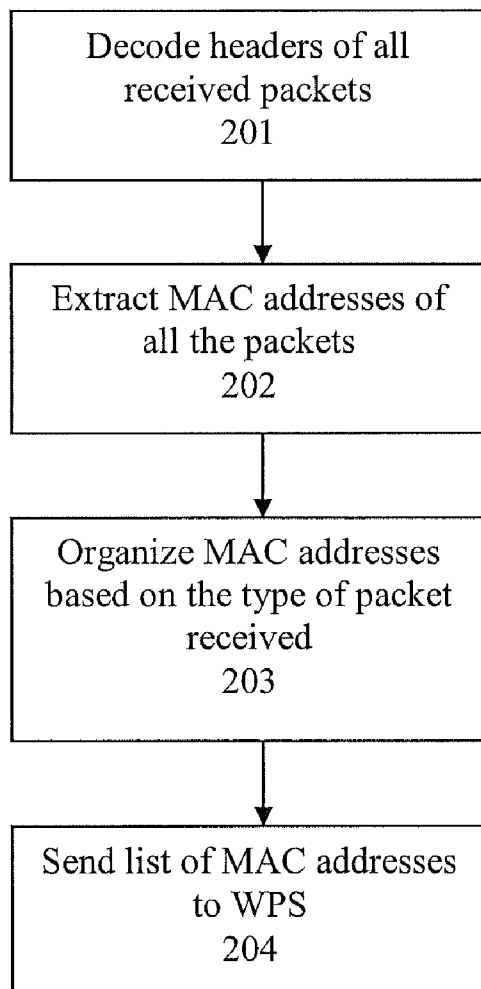 Decode headers of all
received packets
201
Extract MAC addresses of
all the packets
202
Organize MAC addresses
based on the type of packet
received
203
Send list of MAC addresses
to WPS
204